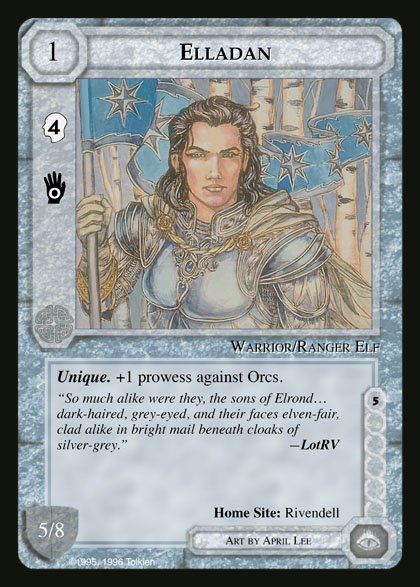 1
ELLADAN
4
WARRIOR/RANGER ELF
Unique. +1 prowess against Orcs.
“So much alike were they, the sons of Elrond…
dark-haired, grey-eyed, and their faces elven-fair,
clad alike in bright mail beneath cloaks of
silver-grey.” —LotRV
5
Home Site: Rivendell
5/8
ART BY APRIL LEE
©1995, 1996 Tolkien